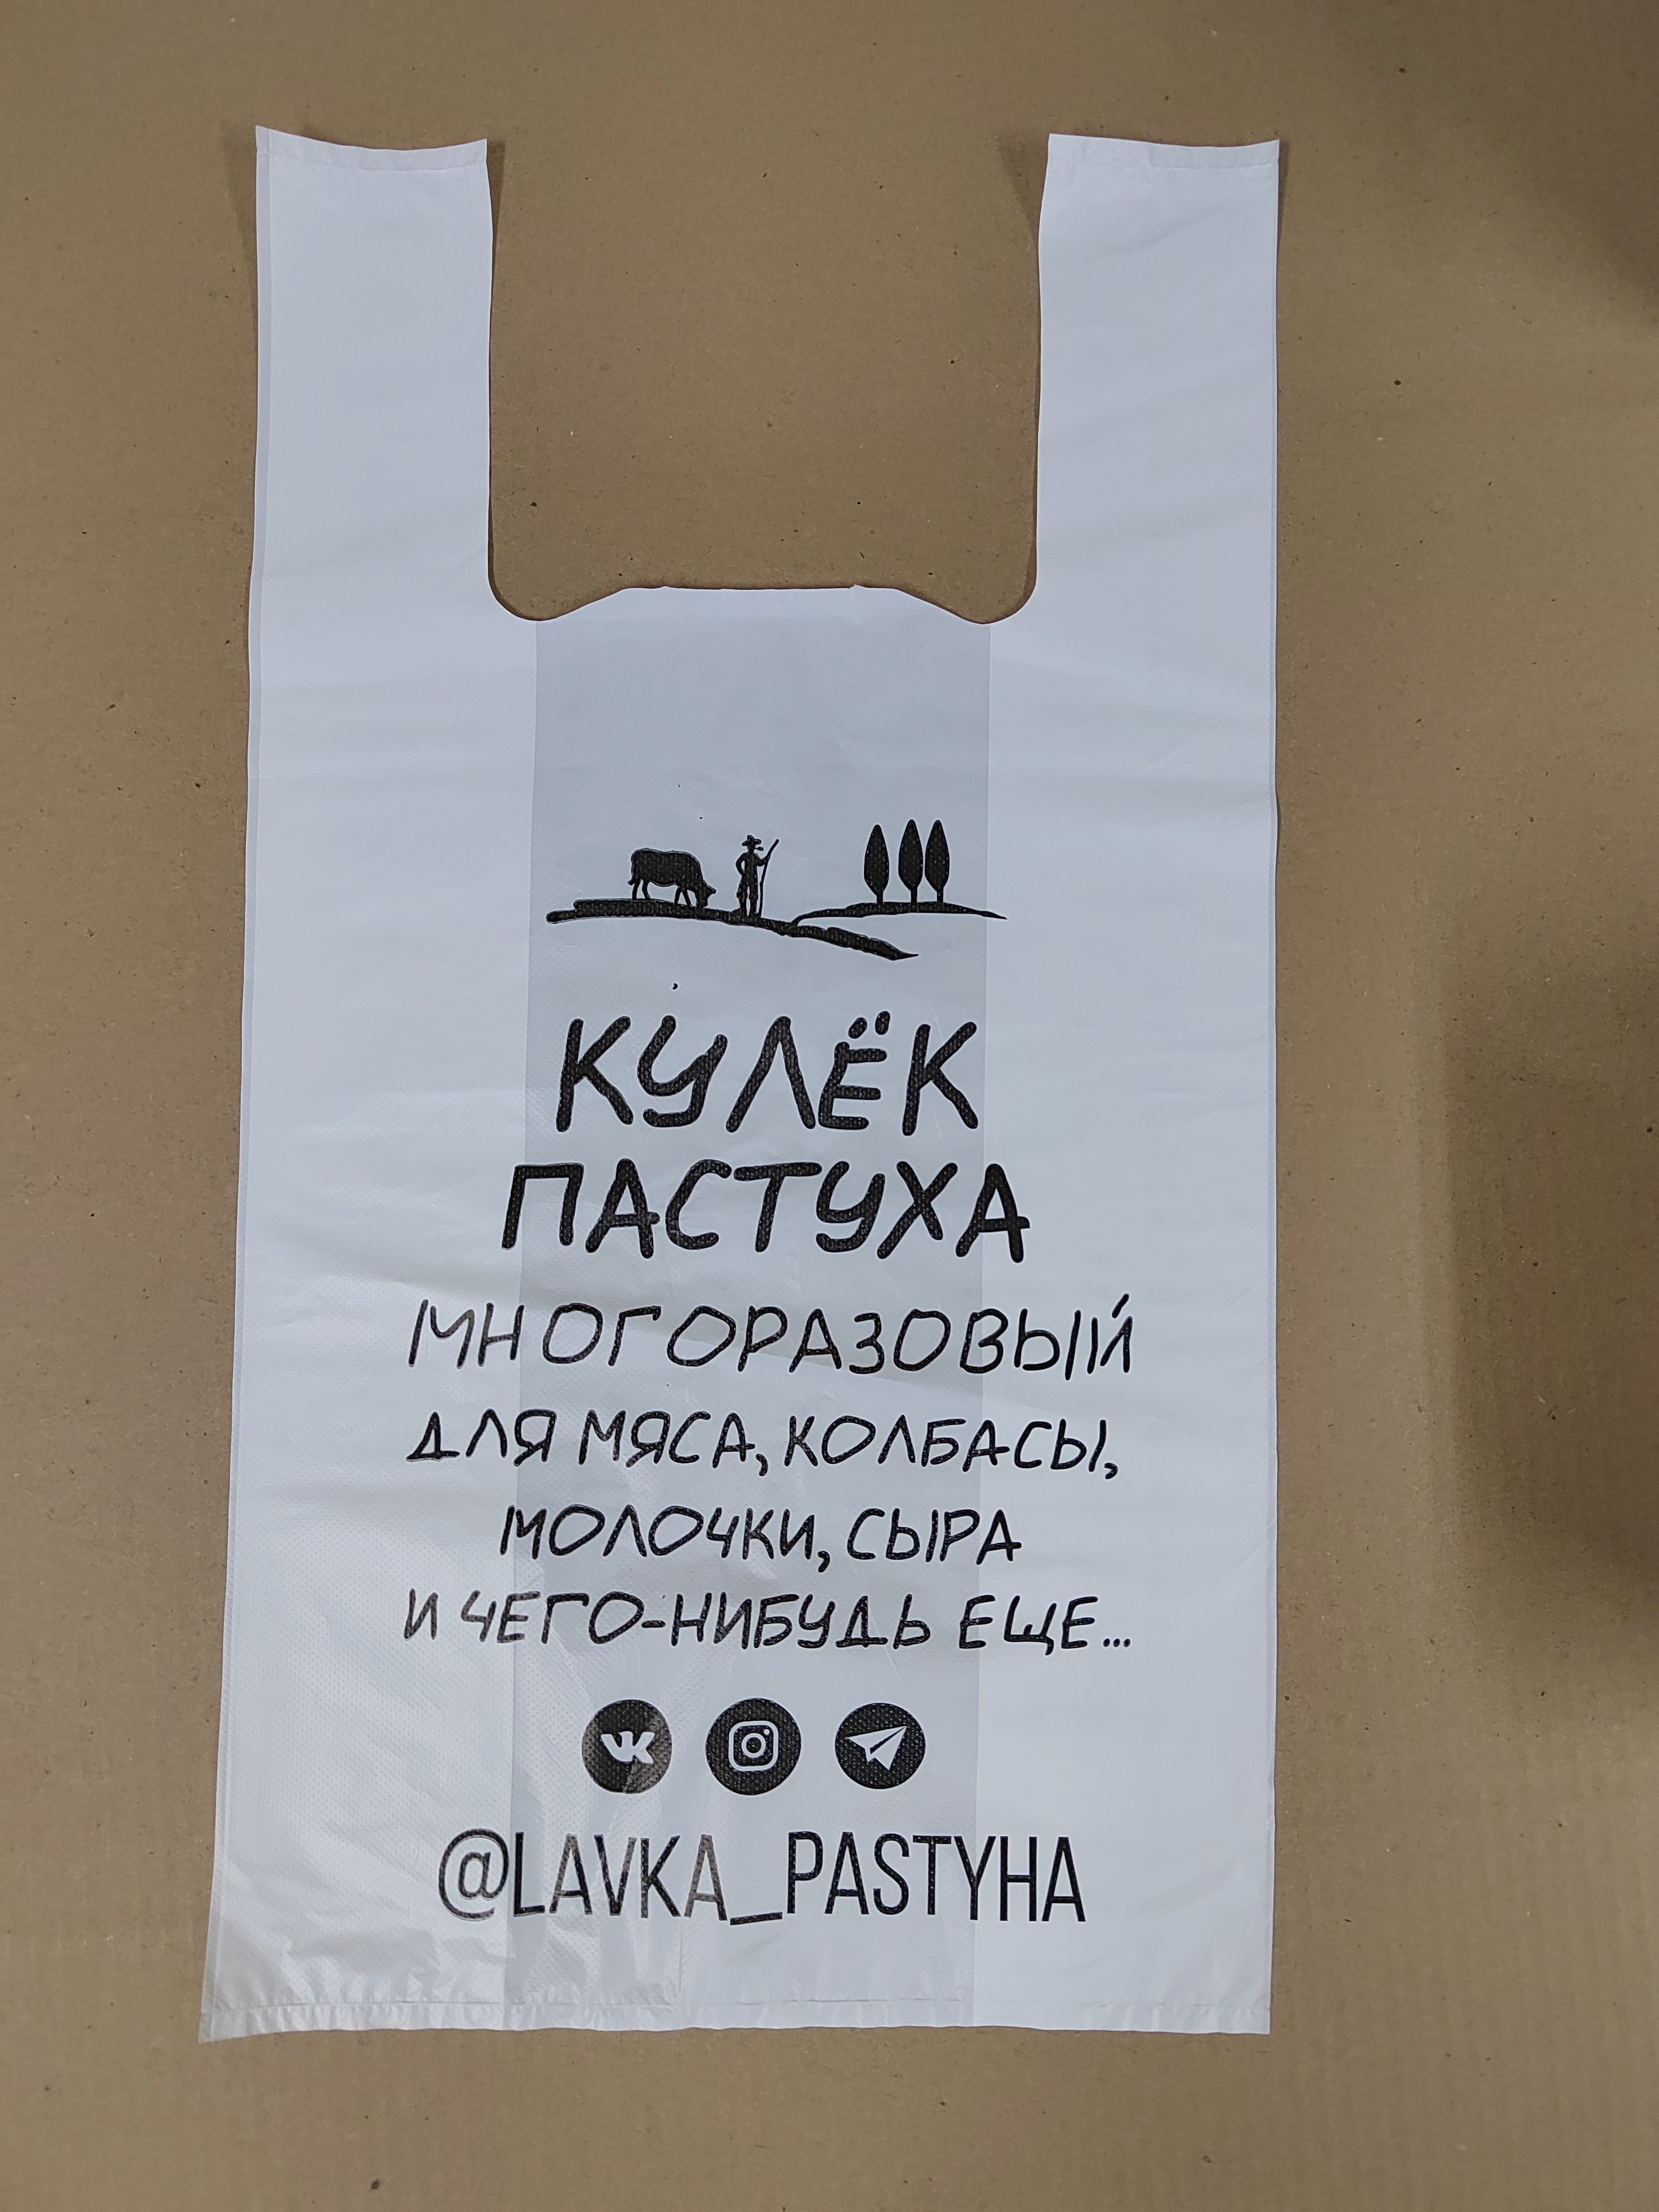 КУЛЁК
ПАСТУХА
МНОГОРАЗОВЫЙ
ДЛЯ МЯСА, КОЛБАСЫ,
МОЛОЧКИ, СЫРА
И ЧЕГО-НИБУДЬ ЕЩЕ...
@LAVKA_PASTYHA